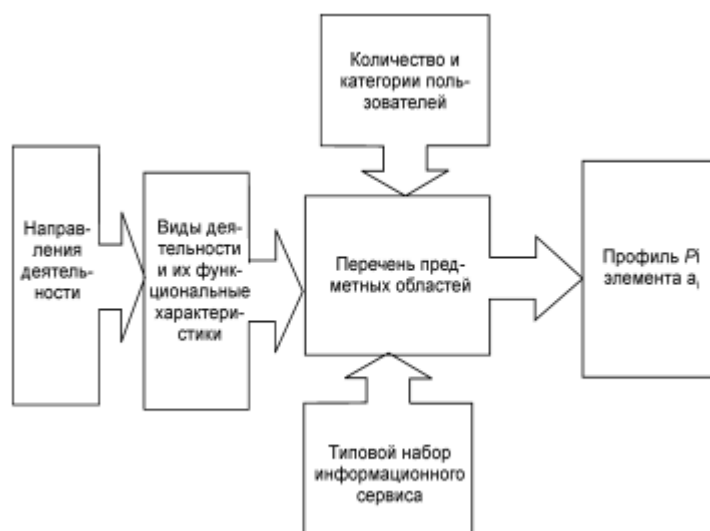 Количество и
категории поль-
зователей
Направ-
ления
деятель-
ности
Виды дея-
тельности
и их функ-
циональные
характери-
стики
Перечень пред-
метных областей
Профиль Pi
элемента ai
Типовой набор
информационного
сервиса